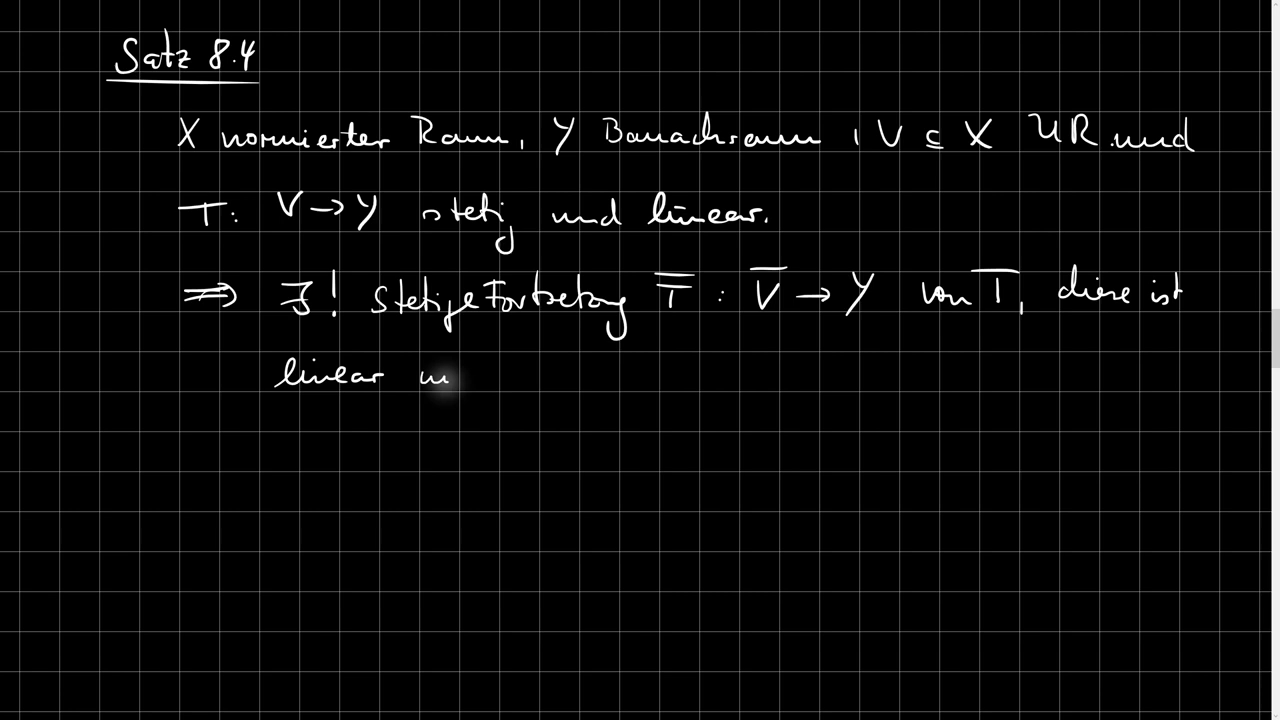 Satz 8.4
X normierter Raum, Y Banachraum, V ⊆ X UR und
T: V → Y stetig und linear.
⇒ ∃! stetige Fortsetzung T̅ : V̅ → Y von T, diese ist
linear